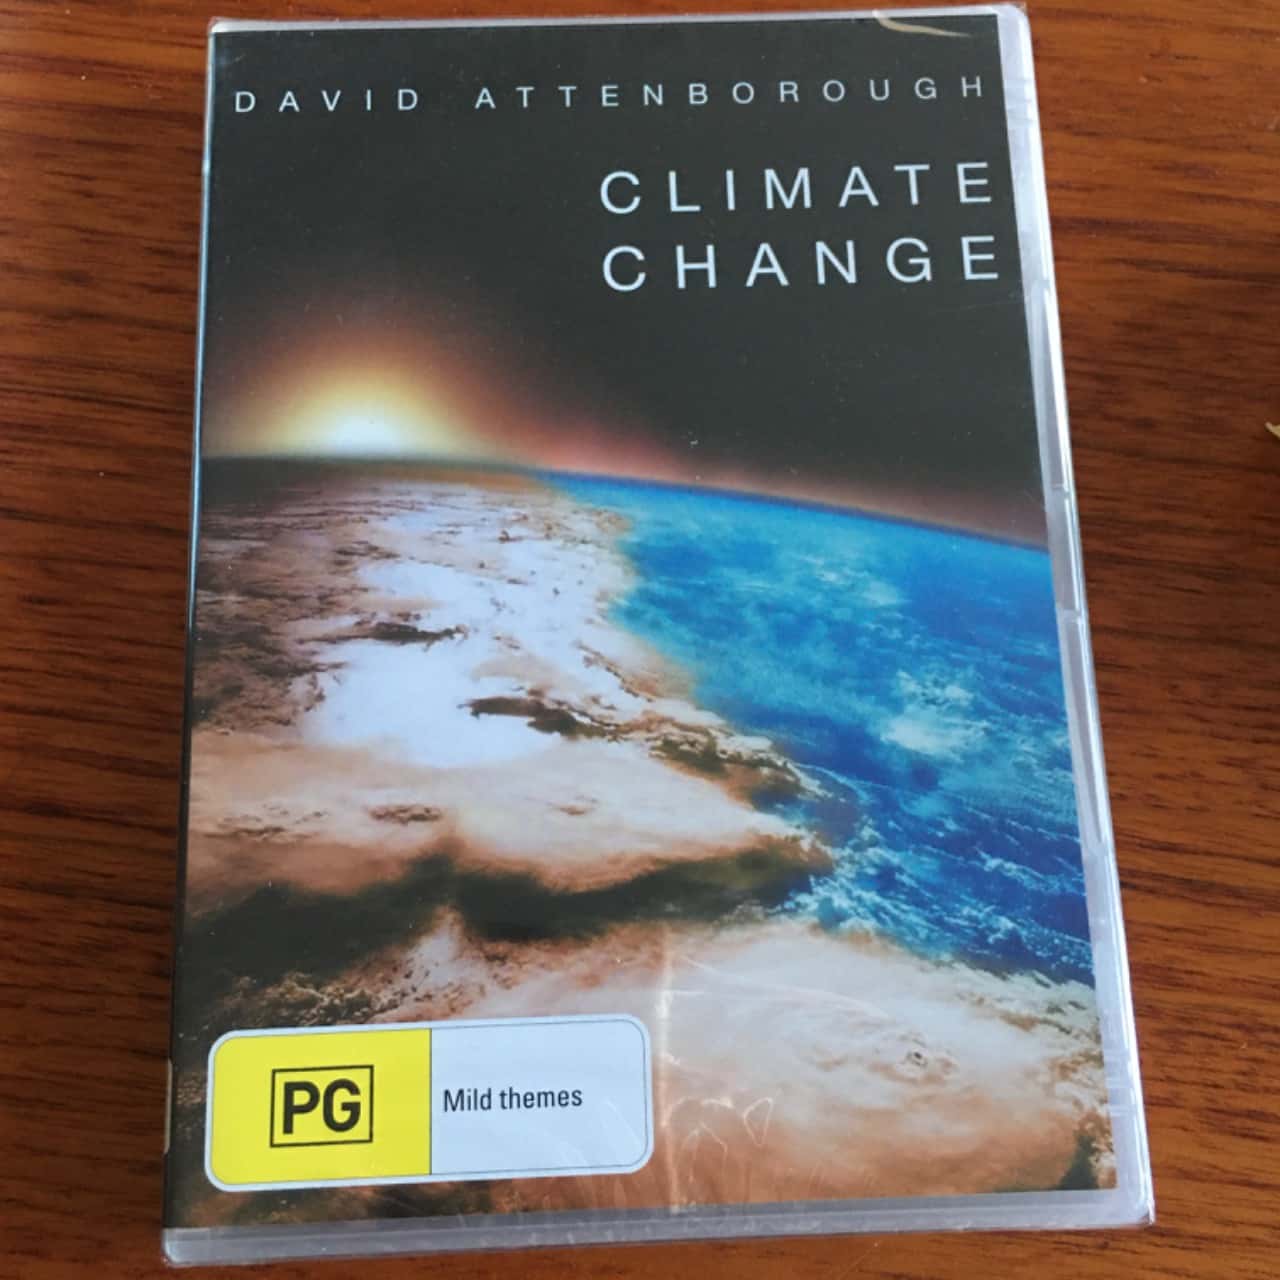 DAVID ATTENBOROUGH
CLIMATE
CHANGE
PG
Mild themes